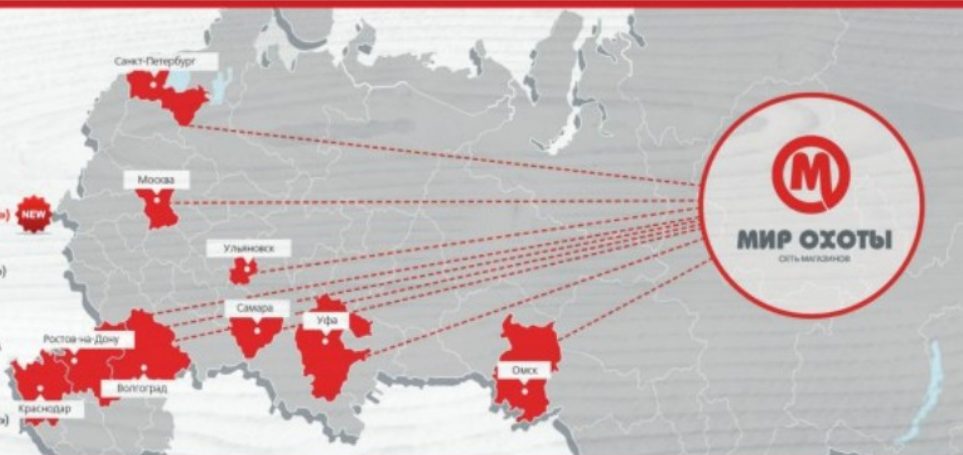 Санкт-Петербург
Москва
»)
NEW
МИР ОХОТЫ
СЕТЬ МАГАЗИНОВ
Ульяновск
)
Самара
Уфа
Ростов-на-Дону
Омск
Волгоград
Краснодар
)